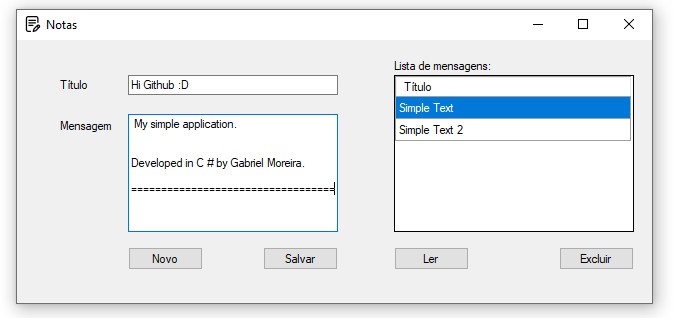 Notas
Lista de mensagens:
Título
Hi Github :D
Título
Simple Text
Simple Text 2
Mensagem
My simple application.
Developed in C # by Gabriel Moreira.
==================================
Novo
Salvar
Ler
Excluir